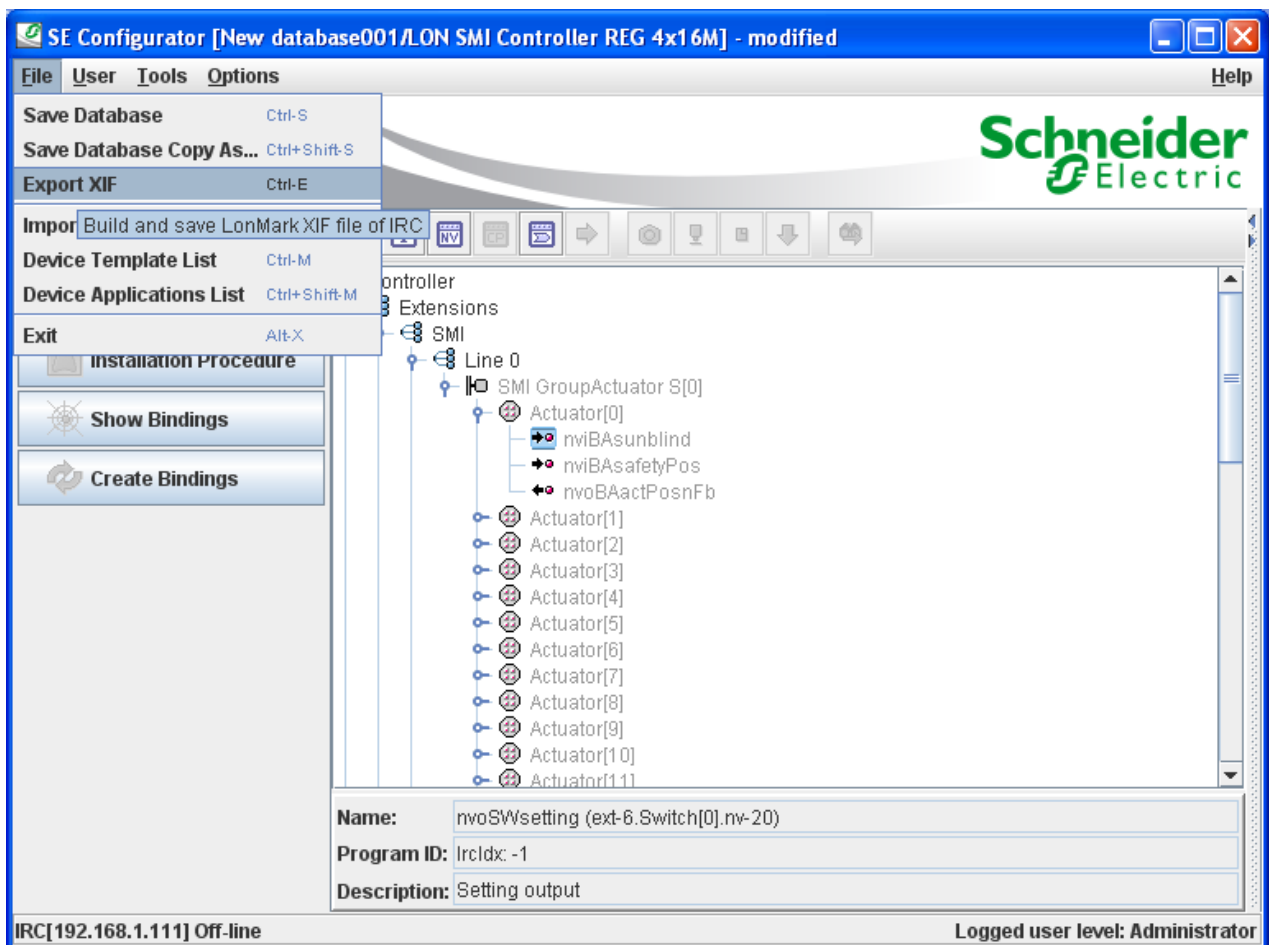 SE Configurator [New database001/LON SMI Controller REG 4x16M] - modified
File User Tools Options Help
Save Database Ctrl-S
Save Database Copy As... Ctrl+Shift-S
Export XIF Ctrl-E
Impor
Build and save LonMark XIF file of IRC
Device Template List Ctrl-M
Device Applications List Ctrl+Shift-M
Exit Alt-X
Schneider
Electric
NV CP
Installation Procedure
Show Bindings
Create Bindings
ontroller
Extensions
SMI
Line 0
SMI GroupActuator S[0]
Actuator[0]
nviBAsunblind
nviBAsafetyPos
nvoBAactPosnFb
Actuator[1]
Actuator[2]
Actuator[3]
Actuator[4]
Actuator[5]
Actuator[6]
Actuator[7]
Actuator[8]
Actuator[9]
Actuator[10]
Actuator[11]
Name: nvoSWsetting (ext-6.Switch[0].nv-20)
Program ID: IrcIdx: -1
Description: Setting output
IRC[192.168.1.111] Off-line Logged user level: Administrator